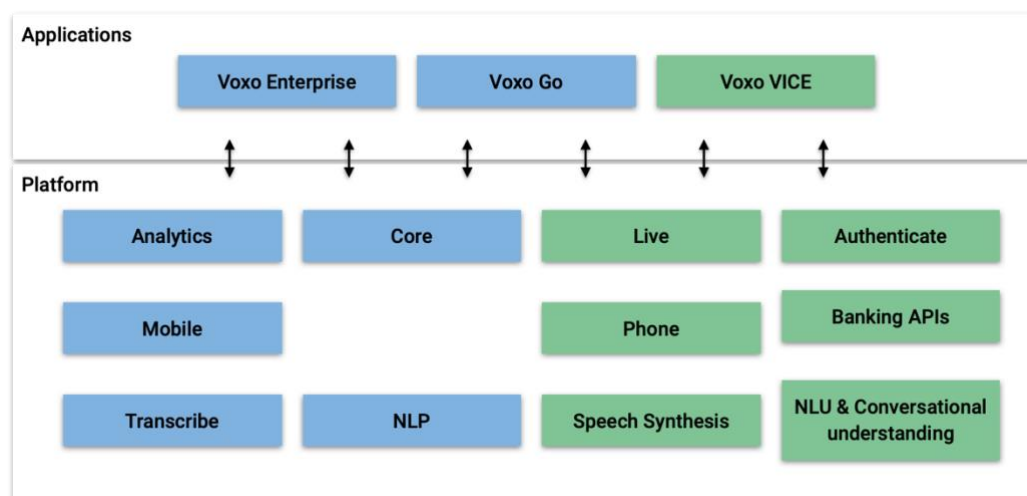 Applications
Voxo Enterprise
Voxo Go
Voxo VICE
Platform
Analytics
Core
Live
Authenticate
Mobile
Phone
Banking APIs
Transcribe
NLP
Speech Synthesis
NLU & Conversational
understanding